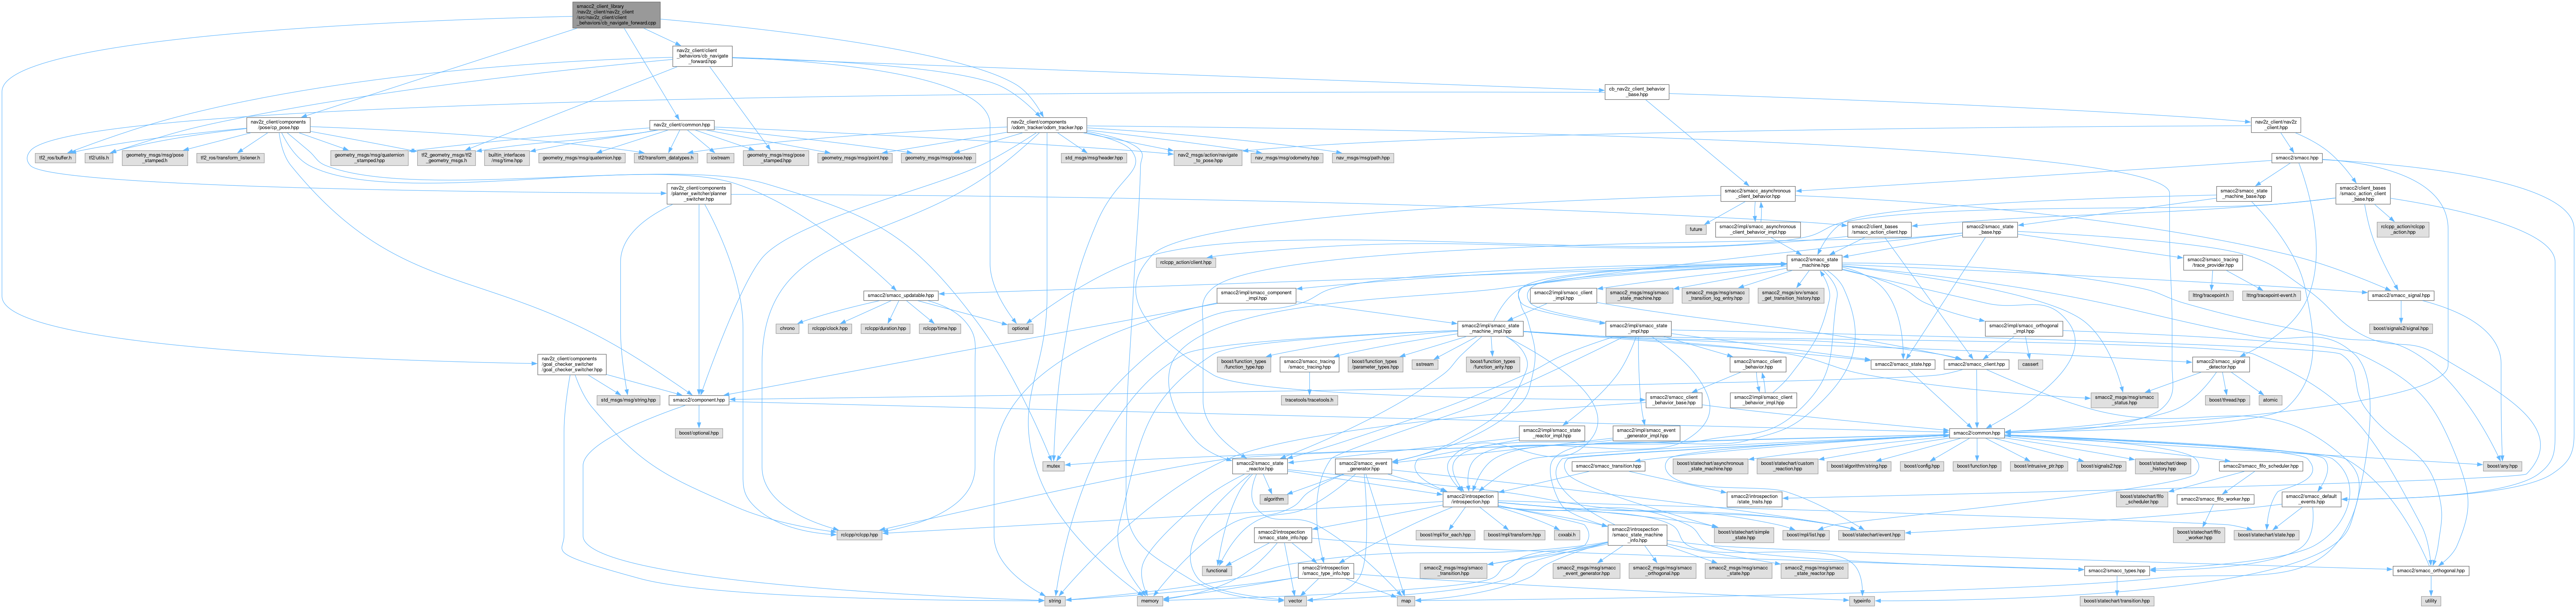 smacc2_client_library
/nav2z_client/nav2z_client
/src/nav2z_client/client
_behaviors/cb_navigate_forward.cpp
nav2z_client/client
_behaviors/cb_navigate
_forward.hpp
cb_nav2z_client_behavior
_base.hpp
nav2z_client/components
/pose/cp_pose.hpp
nav2z_client/common.hpp
nav2z_client/components
/odom_tracker/odom_tracker.hpp
nav2z_client/nav2z
_client.hpp
tf2_ros/buffer.h
tf2/utils.h
geometry_msgs/msg/pose
_stamped.h
tf2_ros/transform_listener.h
geometry_msgs/msg/quaternion
_stamped.hpp
tf2_geometry_msgs/tf2
_geometry_msgs.h
builtin_interfaces
/msg/time.hpp
geometry_msgs/msg/quaternion.hpp
tf2/transform_datatypes.h
iostream
geometry_msgs/msg/pose
_stamped.hpp
geometry_msgs/msg/point.hpp
geometry_msgs/msg/pose.hpp
std_msgs/msg/header.hpp
nav2_msgs/action/navigate
_to_pose.hpp
nav_msgs/msg/odometry.hpp
nav_msgs/msg/path.hpp
smacc2/smacc.hpp
nav2z_client/components
/planner_switcher/planner
_switcher.hpp
smacc2/smacc_asynchronous
_client_behavior.hpp
smacc2/smacc_state
_machine_base.hpp
smacc2/client_bases
/smacc_action_client
_base.hpp
future
smacc2/impl/smacc_asynchronous
_client_behavior_impl.hpp
smacc2/client_bases
/smacc_action_client.hpp
smacc2/smacc_state
_base.hpp
rclcpp_action/rclcpp
_action.hpp
rclcpp_action/client.hpp
smacc2/smacc_state
_machine.hpp
smacc2/smacc_tracing
/trace_provider.hpp
smacc2/smacc_updatable.hpp
smacc2/impl/smacc_component
_impl.hpp
smacc2/impl/smacc_client
_impl.hpp
smacc2_msgs/msg/smacc
_state_machine.hpp
smacc2_msgs/msg/smacc
_transition_log_entry.hpp
smacc2_msgs/srv/smacc
_get_transition_history.hpp
lttng/tracepoint.h
lttng/tracepoint-event.h
smacc2/smacc_signal.hpp
chrono
rclcpp/clock.hpp
rclcpp/duration.hpp
rclcpp/time.hpp
optional
smacc2/impl/smacc_state
_machine_impl.hpp
smacc2/impl/smacc_state
_impl.hpp
smacc2/impl/smacc_orthogonal
_impl.hpp
boost/signals2/signal.hpp
nav2z_client/components
/goal_checker_switcher
/goal_checker_switcher.hpp
boost/function_types
/function_type.hpp
smacc2/smacc_tracing
/smacc_tracing.hpp
boost/function_types
/parameter_types.hpp
sstream
boost/function_types
/function_arity.hpp
smacc2/smacc_client
_behavior.hpp
smacc2/smacc_state.hpp
smacc2/smacc_client.hpp
cassert
smacc2/smacc_signal
_detector.hpp
std_msgs/msg/string.hpp
smacc2/component.hpp
tracetools/tracetools.h
smacc2/smacc_client
_behavior_base.hpp
smacc2/impl/smacc_client
_behavior_impl.hpp
smacc2_msgs/msg/smacc
_status.hpp
boost/thread.hpp
atomic
boost/optional.hpp
smacc2/impl/smacc_state
_reactor_impl.hpp
smacc2/impl/smacc_event
_generator_impl.hpp
smacc2/common.hpp
mutex
smacc2/smacc_state
_reactor.hpp
smacc2/smacc_event
_generator.hpp
smacc2/smacc_transition.hpp
boost/statechart/asynchronous
_state_machine.hpp
boost/statechart/custom
_reaction.hpp
boost/algorithm/string.hpp
boost/config.hpp
boost/function.hpp
boost/intrusive_ptr.hpp
boost/signals2.hpp
boost/statechart/deep
_history.hpp
smacc2/smacc_fifo_scheduler.hpp
boost/any.hpp
algorithm
smacc2/introspection
/introspection.hpp
smacc2/introspection
/state_traits.hpp
boost/statechart/fifo
_scheduler.hpp
smacc2/smacc_fifo_worker.hpp
smacc2/smacc_default
_events.hpp
rclcpp/rclcpp.hpp
smacc2/introspection
/smacc_state_info.hpp
boost/mpl/for_each.hpp
boost/mpl/transform.hpp
cxxabi.h
smacc2/introspection
/smacc_state_machine
_info.hpp
boost/statechart/simple
_state.hpp
boost/mpl/list.hpp
boost/statechart/event.hpp
boost/statechart/fifo
_worker.hpp
boost/statechart/state.hpp
functional
smacc2/introspection
/smacc_type_info.hpp
smacc2_msgs/msg/smacc
_transition.hpp
smacc2_msgs/msg/smacc
_event_generator.hpp
smacc2_msgs/msg/smacc
_orthogonal.hpp
smacc2_msgs/msg/smacc
_state.hpp
smacc2_msgs/msg/smacc
_state_reactor.hpp
smacc2/smacc_types.hpp
smacc2/smacc_orthogonal.hpp
string
memory
vector
map
typeinfo
boost/statechart/transition.hpp
utility